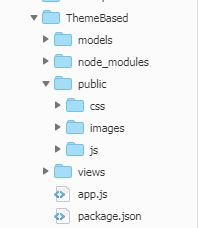 ThemeBased
models
node_modules
public
css
images
js
views
app.js
package.json